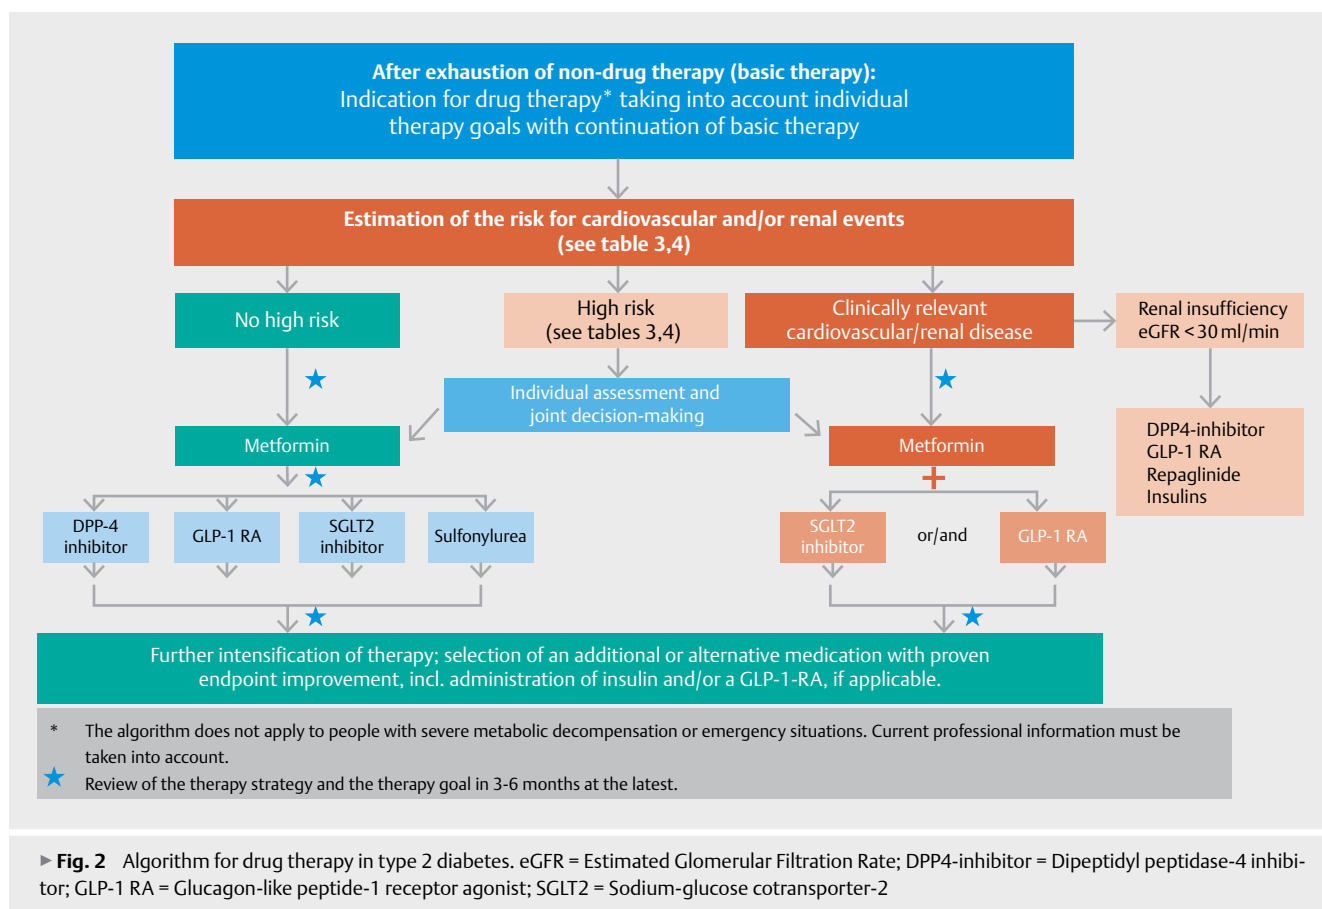 After exhaustion of non-drug therapy (basic therapy):
Indication for drug therapy* taking into account individual
therapy goals with continuation of basic therapy
Estimation of the risk for cardiovascular and/or renal events
(see table 3,4)
No high risk
High risk
(see tables 3,4)
Clinically relevant
cardiovascular/renal disease
Renal insufficiency
eGFR < 30 ml/min
Individual assessment and
joint decision-making
Metformin
Metformin
DPP4-inhibitor
GLP-1 RA
Repaglinide
Insulins
DPP-4
inhibitor
GLP-1 RA
SGLT2
inhibitor
Sulfonylurea
SGLT2
inhibitor
or/and
GLP-1 RA
Further intensification of therapy; selection of an additional or alternative medication with proven
endpoint improvement, incl. administration of insulin and/or a GLP-1-RA, if applicable.
* The algorithm does not apply to people with severe metabolic decompensation or emergency situations. Current professional information must be
taken into account.
★ Review of the therapy strategy and the therapy goal in 3-6 months at the latest.
▶ Fig. 2 Algorithm for drug therapy in type 2 diabetes. eGFR = Estimated Glomerular Filtration Rate; DPP4-inhibitor = Dipeptidyl peptidase-4 inhibi-
tor; GLP-1 RA = Glucagon-like peptide-1 receptor agonist; SGLT2 = Sodium-glucose cotransporter-2